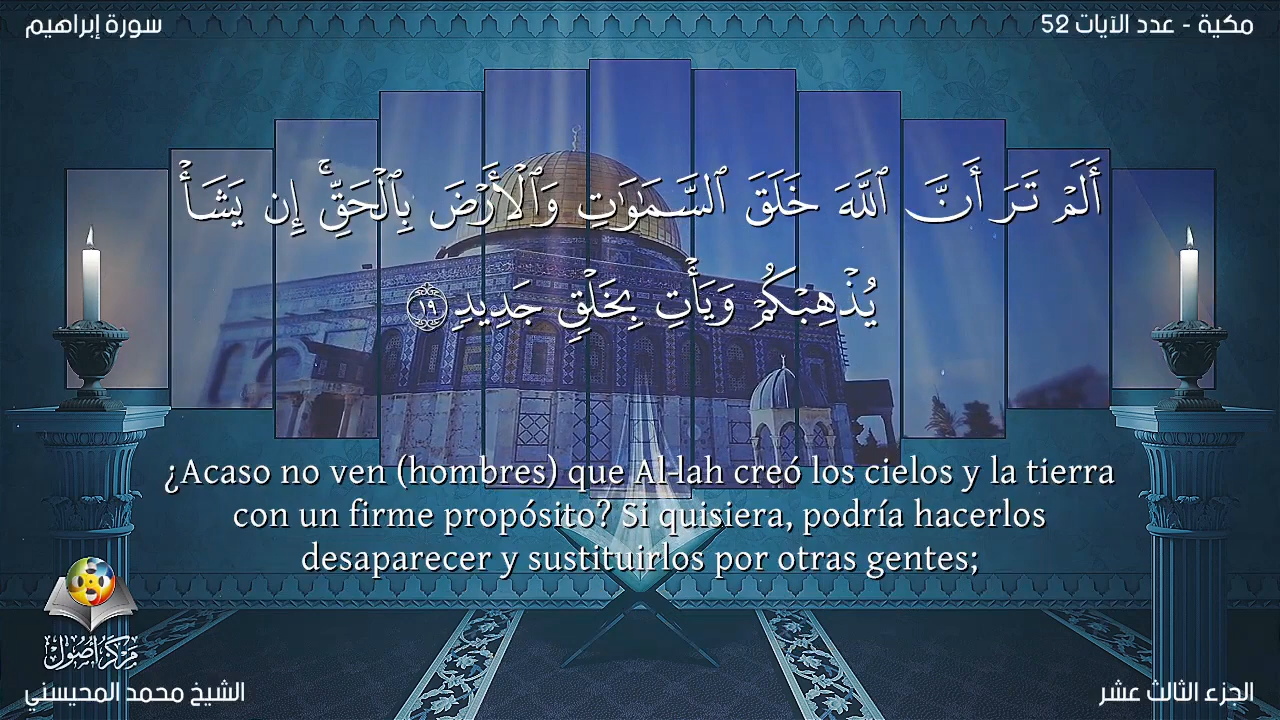 سورة إبراهيم
مكية - عدد الآيات 52
أَلَمْ تَرَ أَنَّ ٱللَّهَ خَلَقَ ٱلسَّمَـٰوَٰتِ وَٱلْأَرْضَ بِٱلْحَقِّ ۚ إِن يَشَأْ
يُذْهِبْكُمْ وَيَأْتِ بِخَلْقٍ جَدِيدٍ ١٩
¿Acaso no ven (hombres) que Al-lah creó los cielos y la tierra
con un firme propósito? Si quisiera, podría hacerlos
desaparecer y sustituirlos por otras gentes;
مركز أصول
الشيخ محمد المحيسني
الجزء الثالث عشر